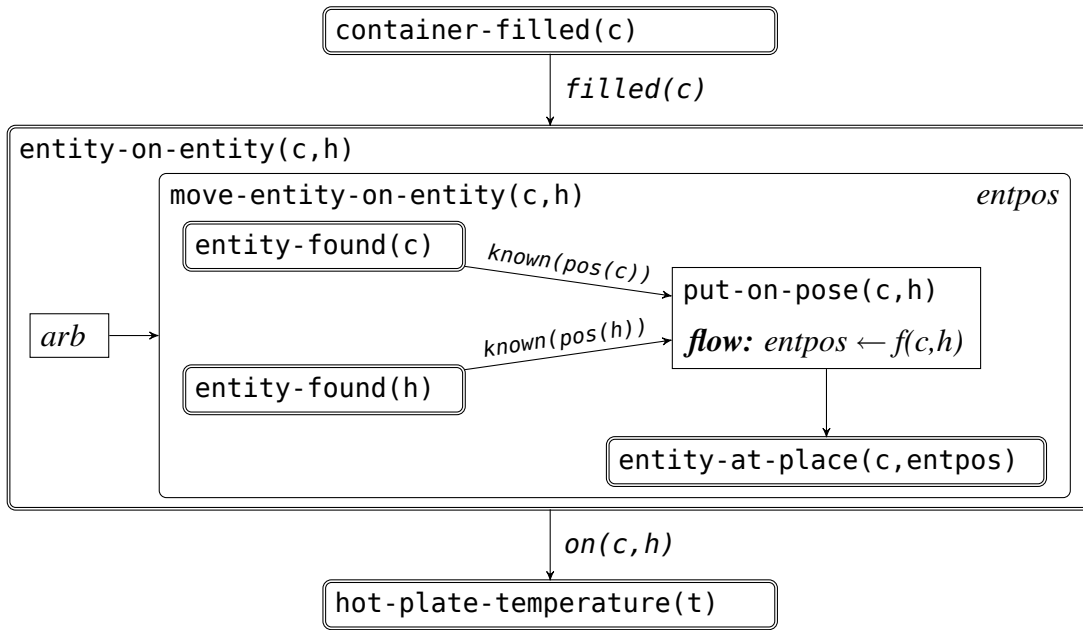 container-filled(c)
filled(c)
entity-on-entity(c,h)
move-entity-on-entity(c,h)
entpos
entity-found(c)
known(pos(c))
put-on-pose(c,h)
flow: entpos ← f(c,h)
arb
known(pos(h))
entity-found(h)
entity-at-place(c,entpos)
on(c,h)
hot-plate-temperature(t)